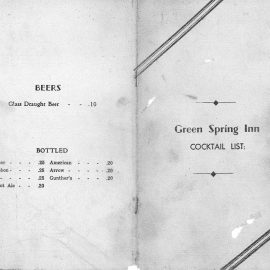 BEERS
Glass Draught Beer - - .10
BOTTLED
- - - .25 American - - - .20
- - - .25 Arrow - - - - .20
- - - .25 Gunther's - - - .20
Ale - - .20
Green Spring Inn
COCKTAIL LIST: